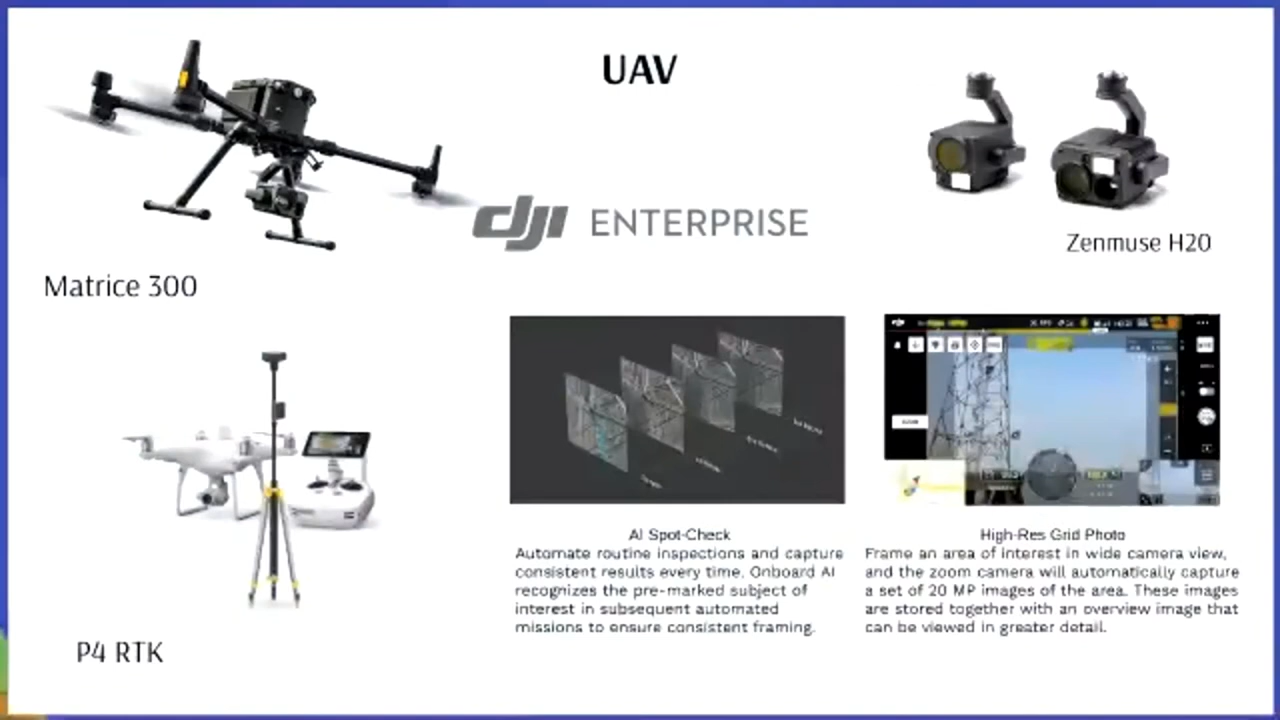 UAV
dji ENTERPRISE
Zenmuse H20
Matrice 300
P4 RTK
AI Spot-Check
Automate routine inspections and capture
consistent results every time. Onboard AI
recognizes the pre-marked subject of
interest in subsequent automated
missions to ensure consistent framing.
High-Res Grid Photo
Frame an area of interest in wide camera view,
and the zoom camera will automatically capture
a set of 20 MP images of the area. These images
are stored together with an overview image that
can be viewed in greater detail.